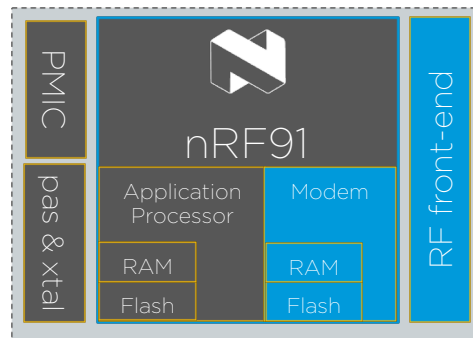 PMIC
pas & xtal
nRF91
Application
Processor
RAM
Flash
Modem
RAM
Flash
RF front-end